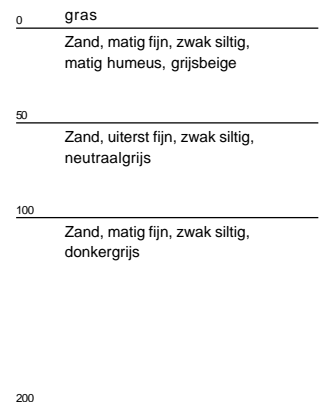 0 gras
Zand, matig fijn, zwak siltig,
matig humeus, grijsbeige
50
Zand, uiterst fijn, zwak siltig,
neutraalgrijs
100
Zand, matig fijn, zwak siltig,
donkergrijs
200